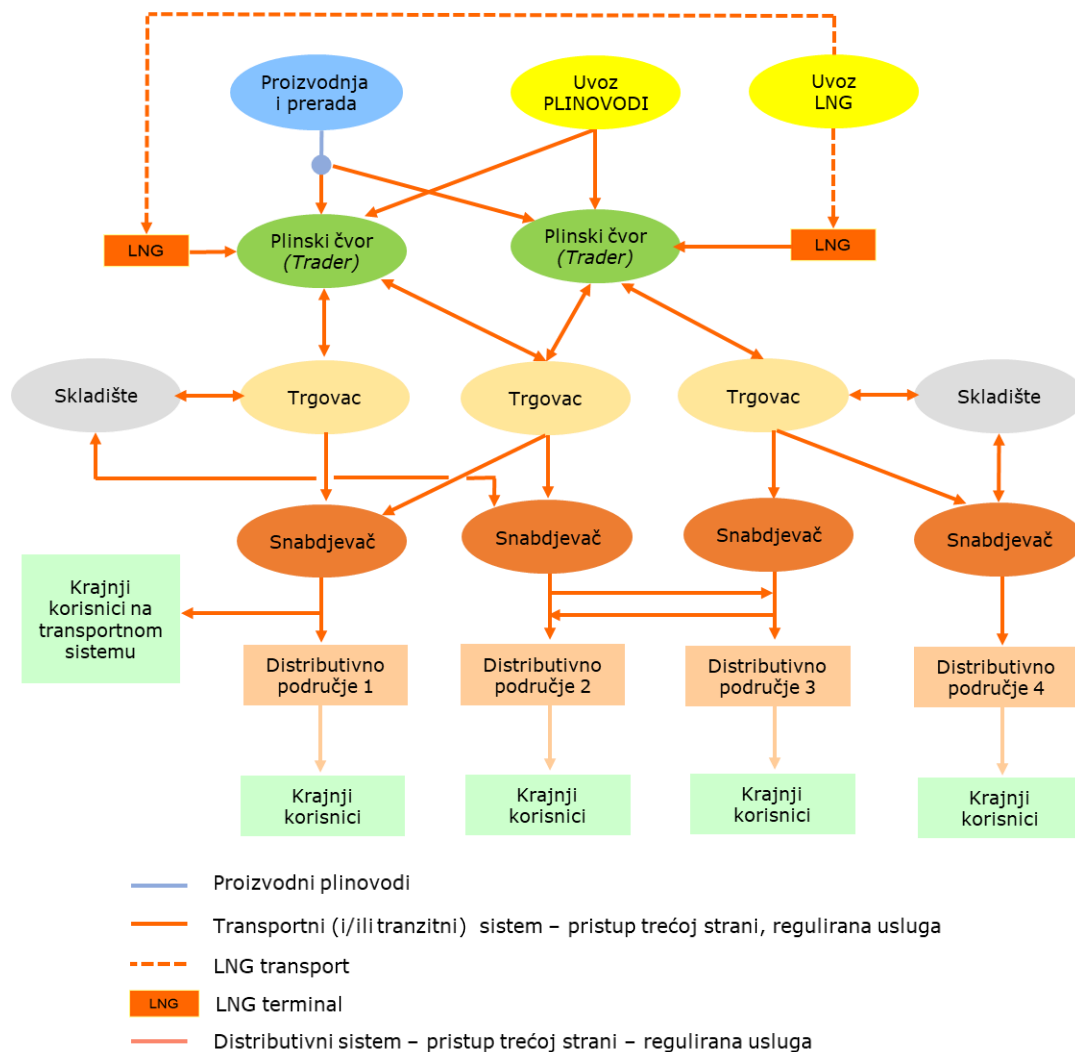 Proizvodnja
i prerada
Uvoz
PLINOVODI
Uvoz
LNG
LNG
Plinski čvor
(Trader)
Plinski čvor
(Trader)
LNG
Skladište
Trgovac
Trgovac
Trgovac
Skladište
Snabdjevač
Snabdjevač
Snabdjevač
Snabdjevač
Krajnji
korisnici na
transportnom
sistemu
Distributivno
područje 1
Distributivno
područje 2
Distributivno
područje 3
Distributivno
područje 4
Krajnji
korisnici
Krajnji
korisnici
Krajnji
korisnici
Krajnji
korisnici
Proizvodni plinovodi
Transportni (i/ili tranzitni) sistem – pristup trećoj strani, regulirana usluga
LNG transport
LNG LNG terminal
Distributivni sistem – pristup trećoj strani – regulirana usluga